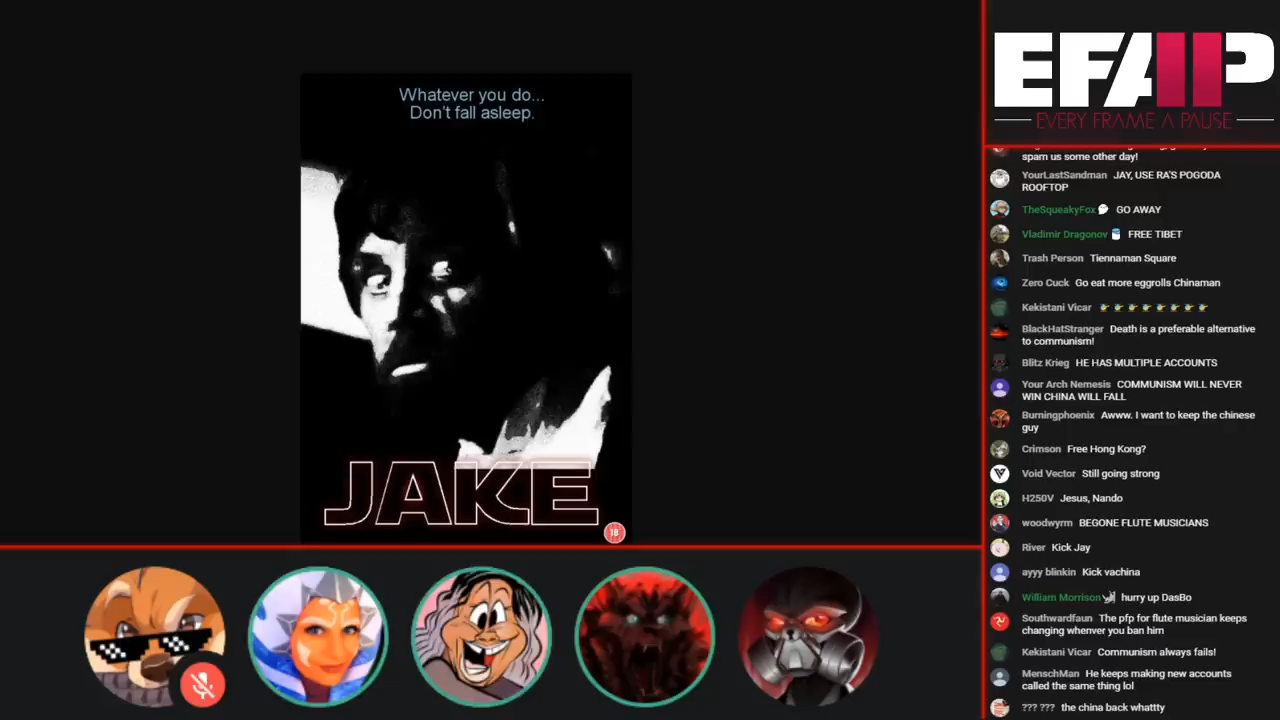 Whatever you do...
Don't fall asleep.
JAKE
18
EFAP
EVERY FRAME A PAUSE
spam us some other day!
YourLastSandman JAY, USE RA'S POGODA
ROOFTOP
TheSqueakyFox GO AWAY
Vladimir Dragonov FREE TIBET
Trash Person Tiennaman Square
Zero Cuck Go eat more eggrolls Chinaman
Kekistani Vicar
BlackHatStranger Death is a preferable alternative
to communism!
Blitz Krieg HE HAS MULTIPLE ACCOUNTS
Your Arch Nemesis COMMUNISM WILL NEVER
WIN CHINA WILL FALL
Burningphoenix Awww. I want to keep the chinese
guy
Crimson Free Hong Kong?
Void Vector Still going strong
H250V Jesus, Nando
woodwyrm BEGONE FLUTE MUSICIANS
River Kick Jay
ayyy blinkin Kick vachina
William Morrison hurry up DasBo
Southwardfaun The pfp for flute musician keeps
changing whenver you ban him
Kekistani Vicar Communism always fails!
MenschMan He keeps making new accounts
called the same thing lol
??? ??? the china back whattty